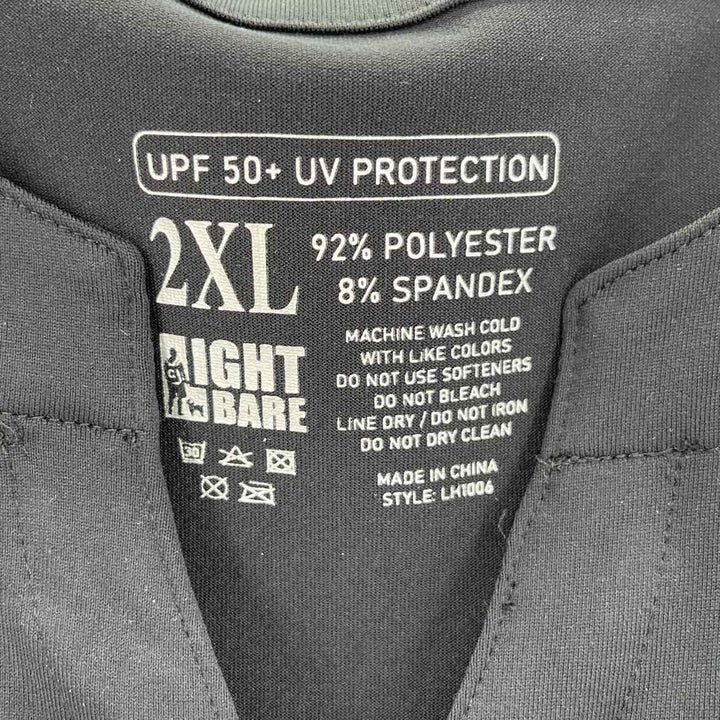 UPF 50+ UV PROTECTION
2XL
92% POLYESTER
8% SPANDEX
MACHINE WASH COLD
WITH LIKE COLORS
DO NOT USE SOFTENERS
DO NOT BLEACH
LINE DRY / DO NOT IRON
DO NOT DRY CLEAN
IGHT
BARE
30
MADE IN CHINA
STYLE: LH1006